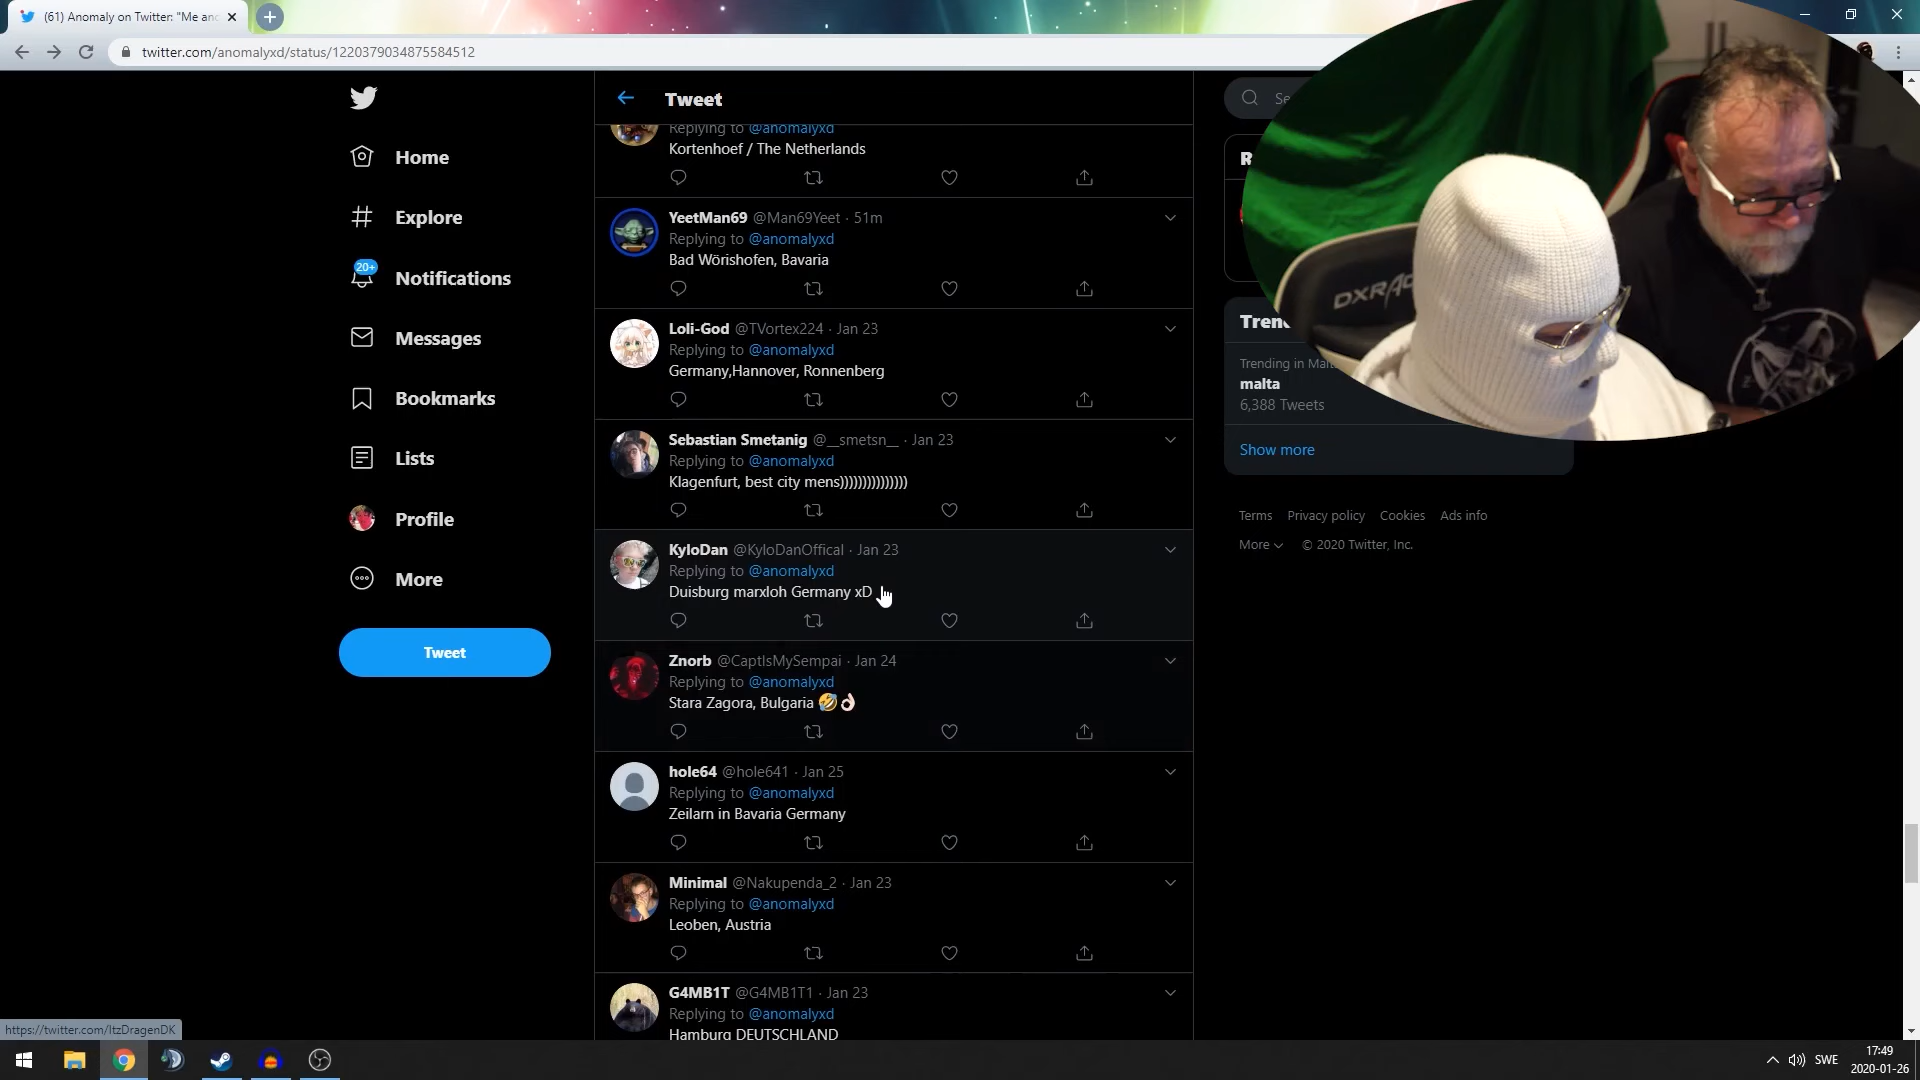 (61) Anomaly on Twitter: "Me and
twitter.com/anomalyxd/status/1220379034875584512
Home
Explore
20+
Notifications
Messages
Bookmarks
Lists
Profile
More
Tweet
Tweet
Replying to @anomalyxd
Kortenhoef / The Netherlands
YeetMan69 @Man69Yeet · 51m
Replying to @anomalyxd
Bad Wörishofen, Bavaria
Loli-God @TVortex224 · Jan 23
Replying to @anomalyxd
Germany,Hannover, Ronnenberg
Sebastian Smetanig @__smetsn__ · Jan 23
Replying to @anomalyxd
Klagenfurt, best city mens)))))))))))))))
KyloDan @KyloDanOffical · Jan 23
Replying to @anomalyxd
Duisburg marxloh Germany xD
Znorb @CaptIsMySempai · Jan 24
Replying to @anomalyxd
Stara Zagora, Bulgaria 🤣👌🏻
hole64 @hole641 · Jan 25
Replying to @anomalyxd
Zeilarn in Bavaria Germany
Minimal @Nakupenda_2 · Jan 23
Replying to @anomalyxd
Leoben, Austria
G4MB1T @G4MB1T1 · Jan 23
Replying to @anomalyxd
Hamburg DEUTSCHLAND
Se
R
Tren
Trending in Mal
malta
6,388 Tweets
Show more
Terms Privacy policy Cookies Ads info
More © 2020 Twitter, Inc.
DXRAC
https://twitter.com/ItzDragenDK
SWE
17:49
2020-01-26